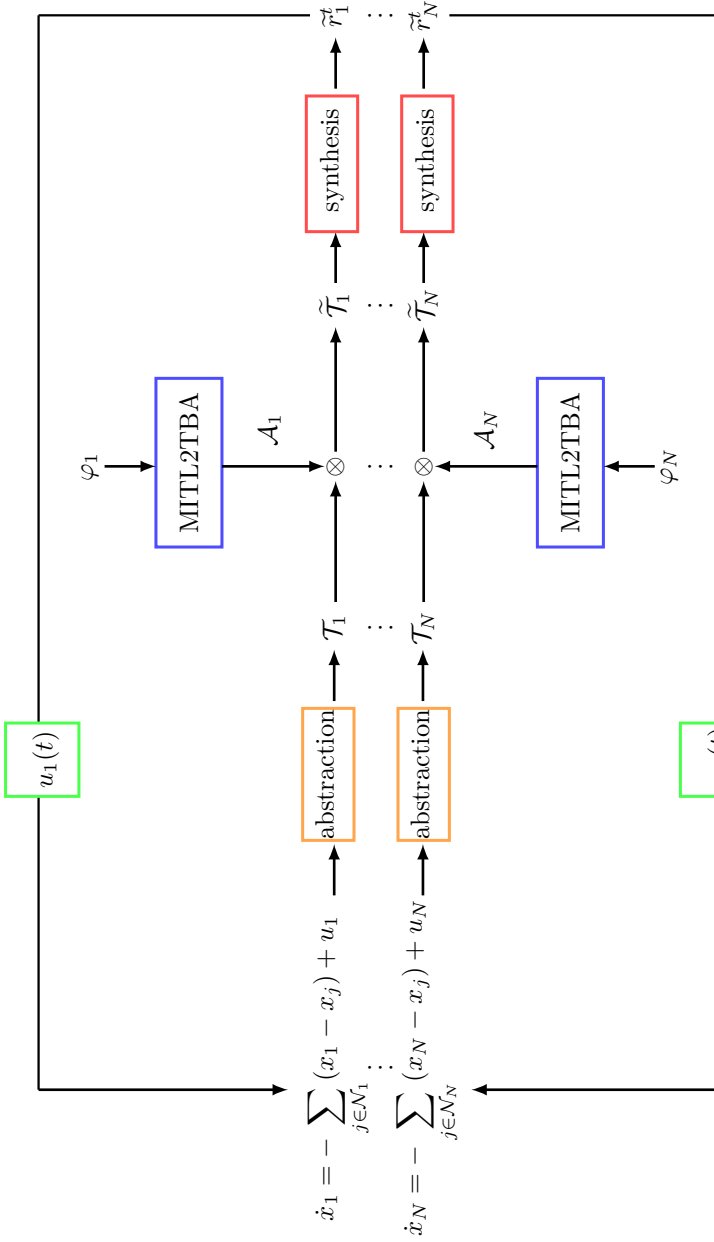 u_1(t)
φ_1
φ_N
MITL2TBA
MITL2TBA
𝒜_1
𝒜_N
ẋ_1 = − ∑_{j∈𝒩_1} (x_1 − x_j) + u_1
abstraction
𝒯_1
⊗
𝒯̃_1
synthesis
r̃_1^t
⋯
⋯
⋯
⋯
⋯
ẋ_N = − ∑_{j∈𝒩_N} (x_N − x_j) + u_N
abstraction
𝒯_N
⊗
𝒯̃_N
synthesis
r̃_N^t